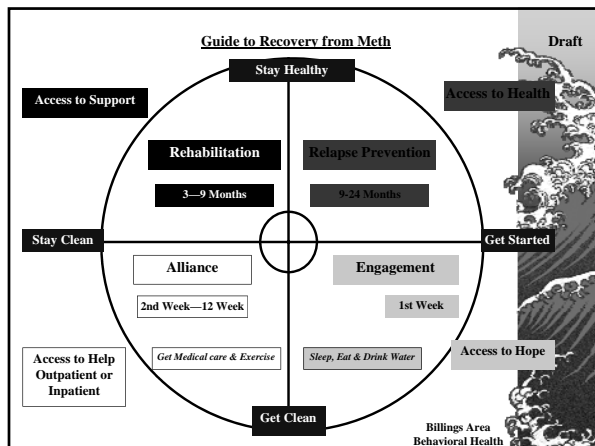 Guide to Recovery from Meth
Draft
Stay Healthy
Access to Support
Access to Health
Rehabilitation
Relapse Prevention
3—9 Months
9-24 Months
Stay Clean
Get Started
Alliance
Engagement
2nd Week—12 Week
1st Week
Access to Help
Outpatient or
Inpatient
Get Medical care & Exercise
Sleep, Eat & Drink Water
Access to Hope
Get Clean
Billings Area
Behavioral Health